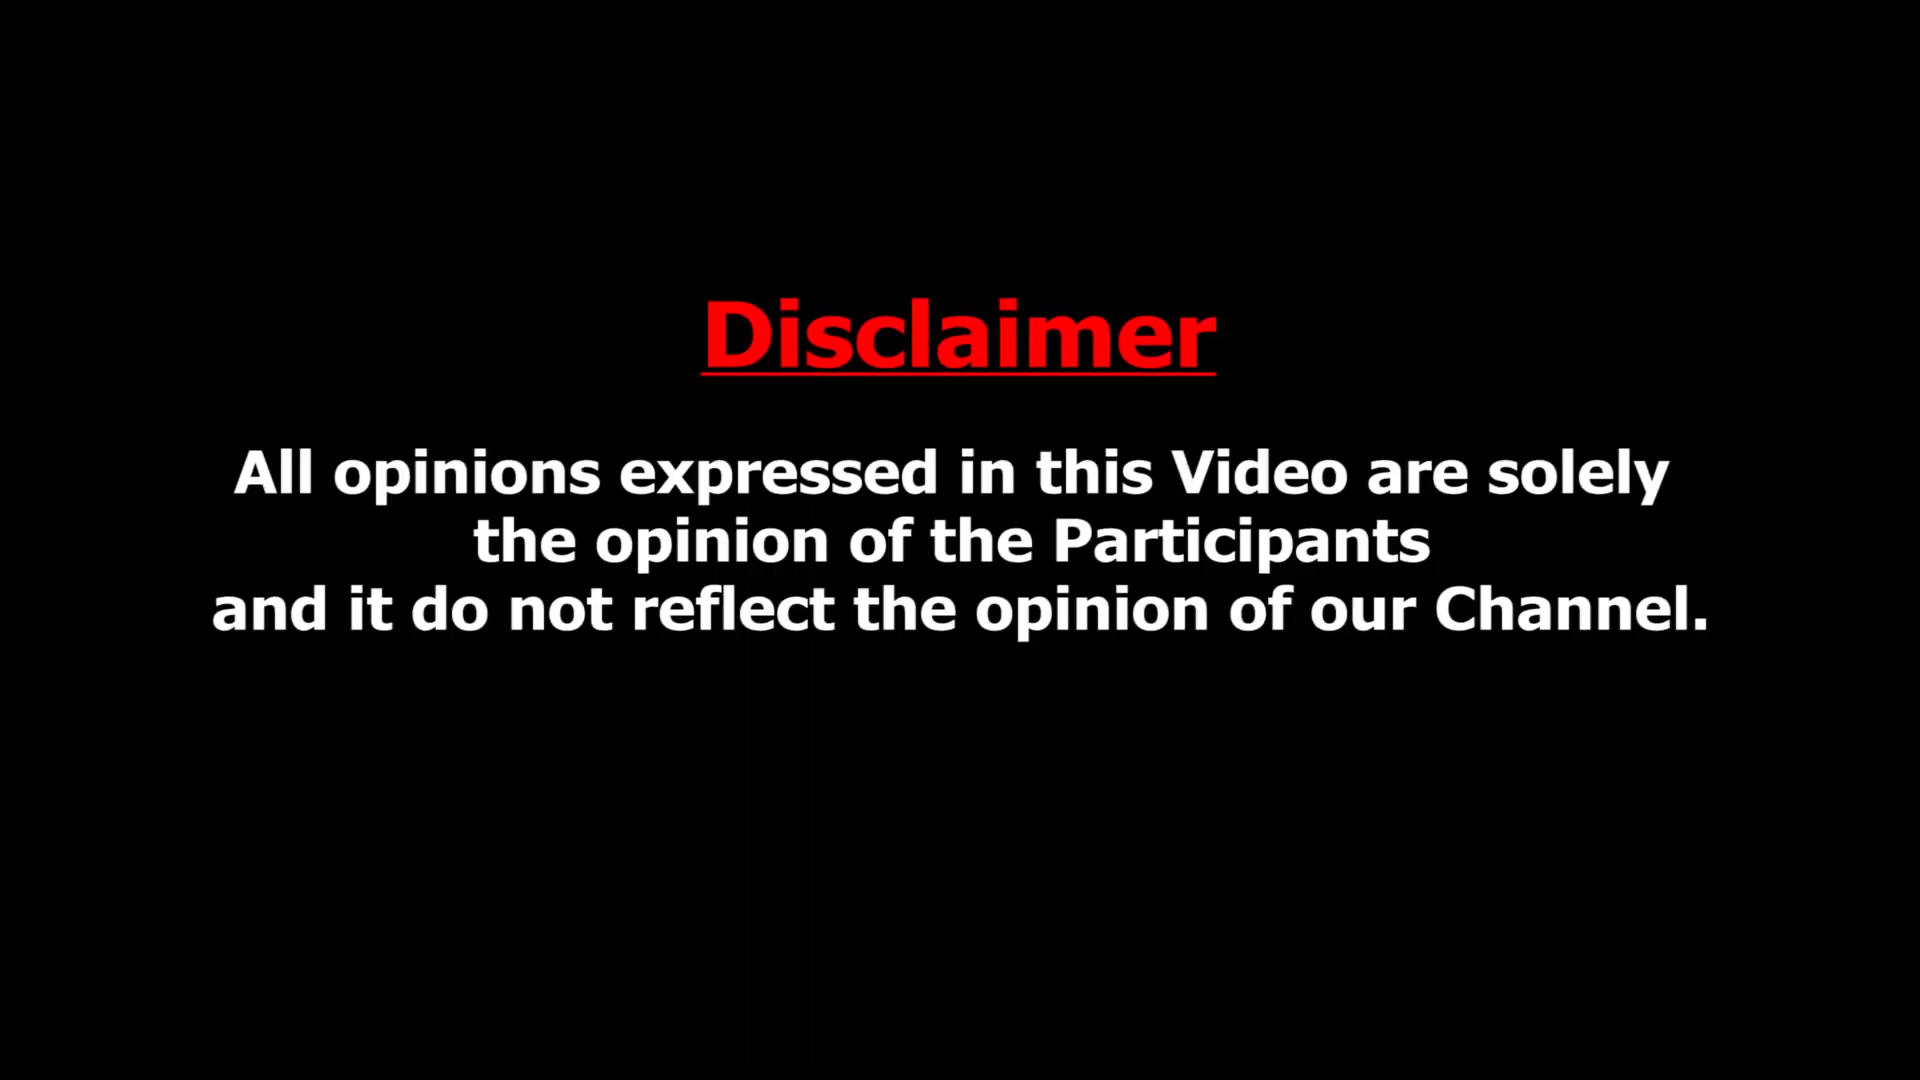 Disclaimer
All opinions expressed in this Video are solely
the opinion of the Participants
and it do not reflect the opinion of our Channel.